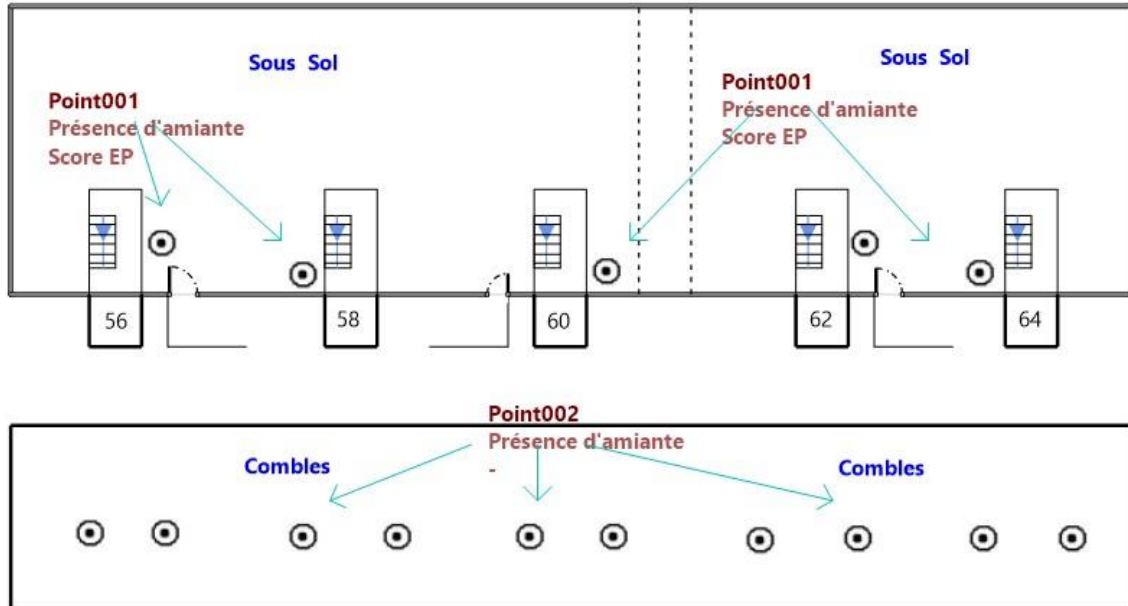 Sous Sol
Sous Sol
Point001
Présence d'amiante
Score EP
Point001
Présence d'amiante
Score EP
56
58
60
62
64
Point002
Présence d'amiante
-
Combles
Combles